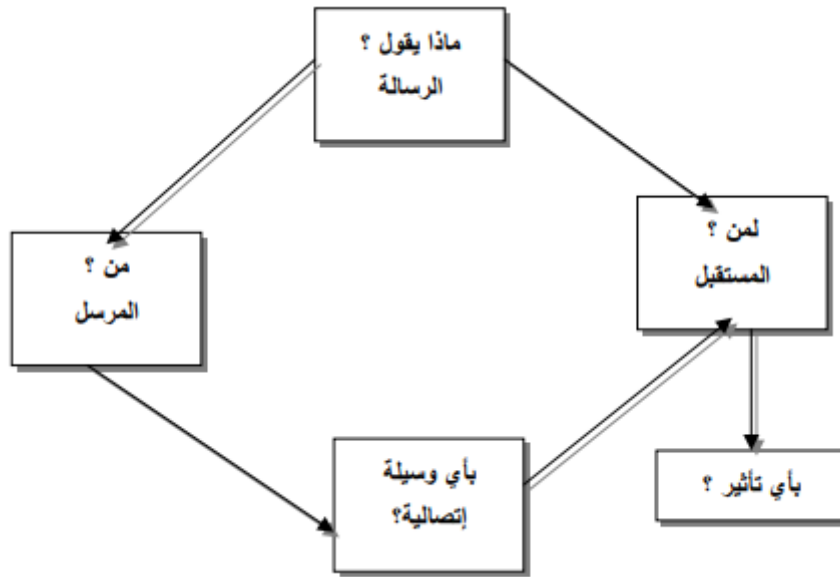 ماذا يقول ؟
الرسالة
لمن ؟
المستقبل
من ؟
المرسل
بأي وسيلة
إتصالية؟
بأي تأثير ؟